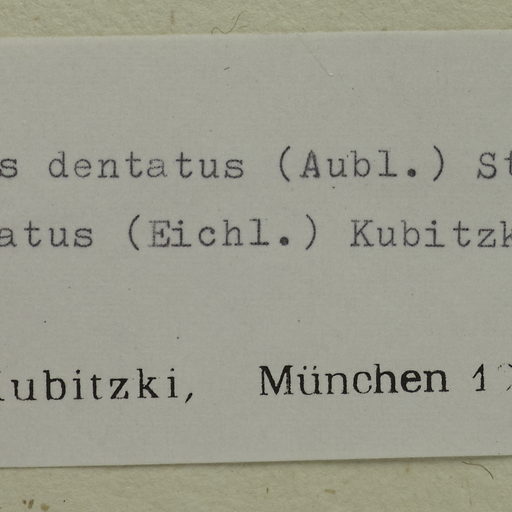 s dentatus (Aubl.) St
atus (Eichl.) Kubitzk
ubitzki, München 1